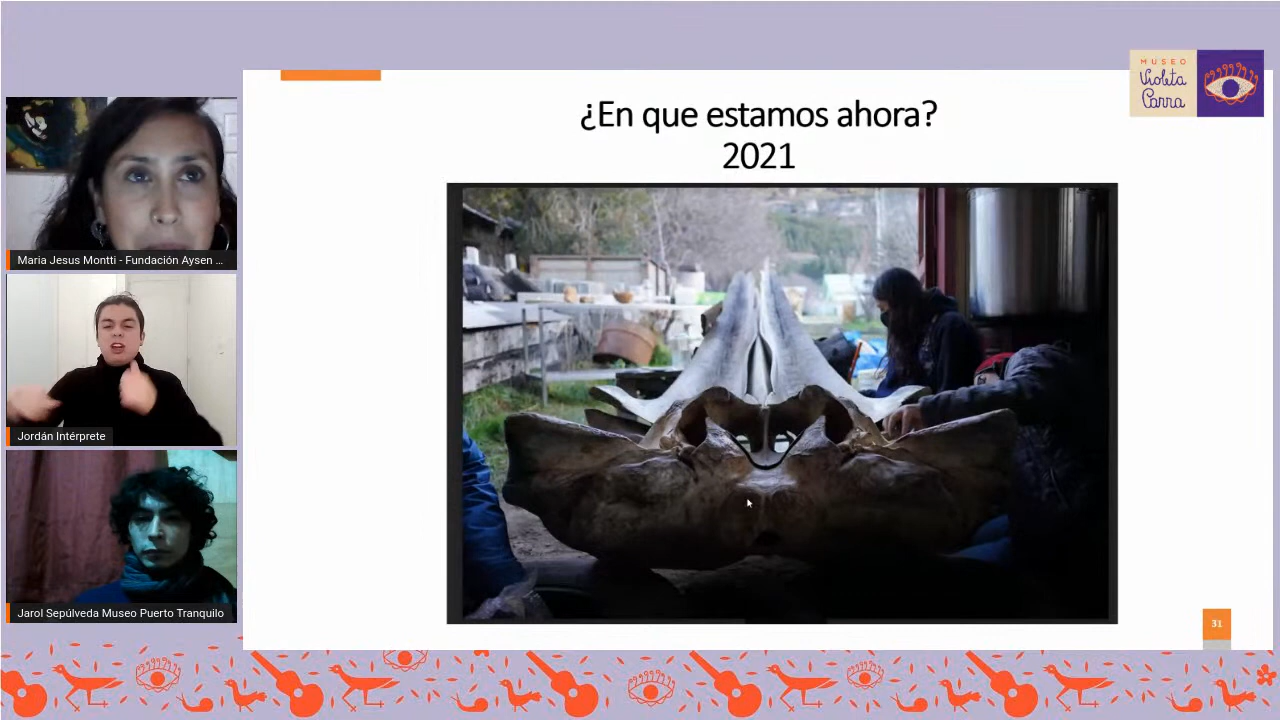 MUSEO
Violeta
Parra
¿En que estamos ahora?
2021
Maria Jesus Montti - Fundación Aysen ...
Jordán Intérprete
Jarol Sepúlveda Museo Puerto Tranquilo
31